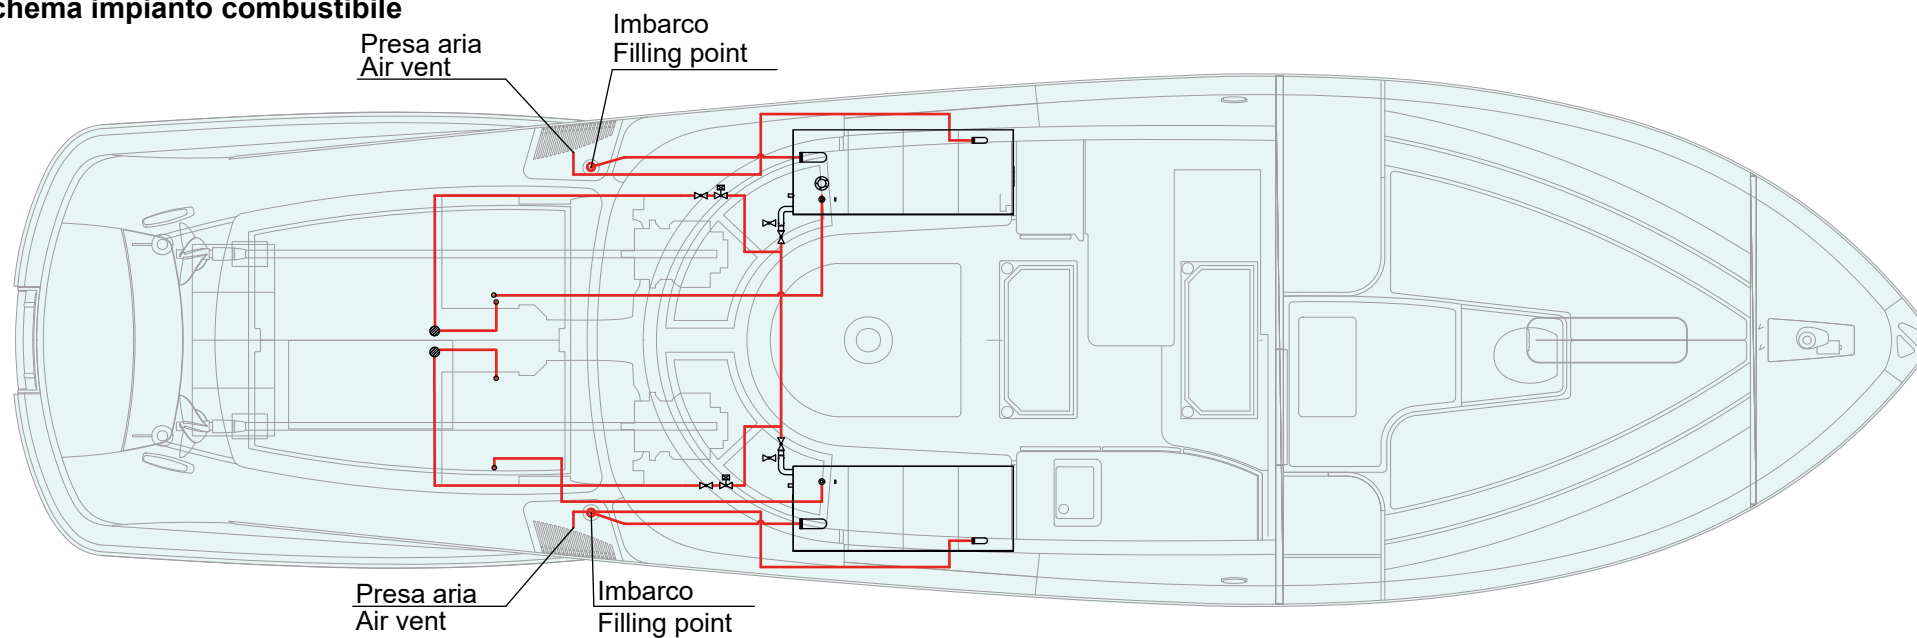 chema impianto combustibile
Imbarco
Filling point
Presa aria
Air vent
Presa aria
Air vent
Imbarco
Filling point